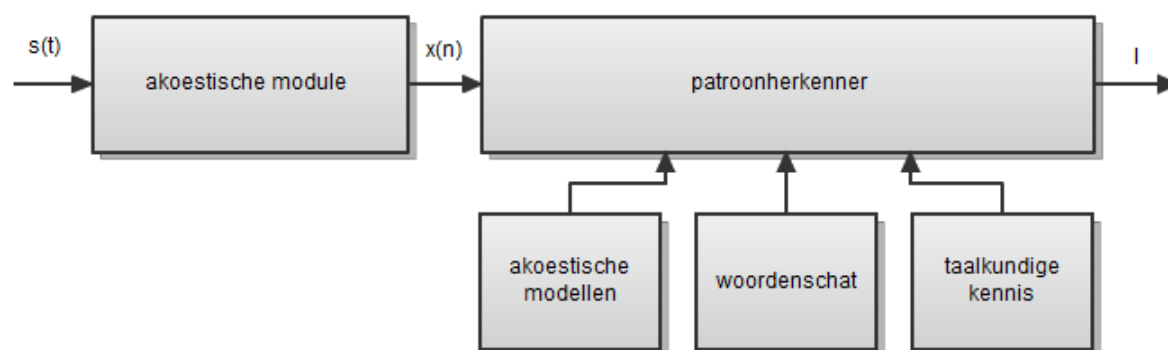 s(t)
akoestische module
x(n)
patroonherkenner
l
akoestische
modellen
woordenschat
taalkundige
kennis